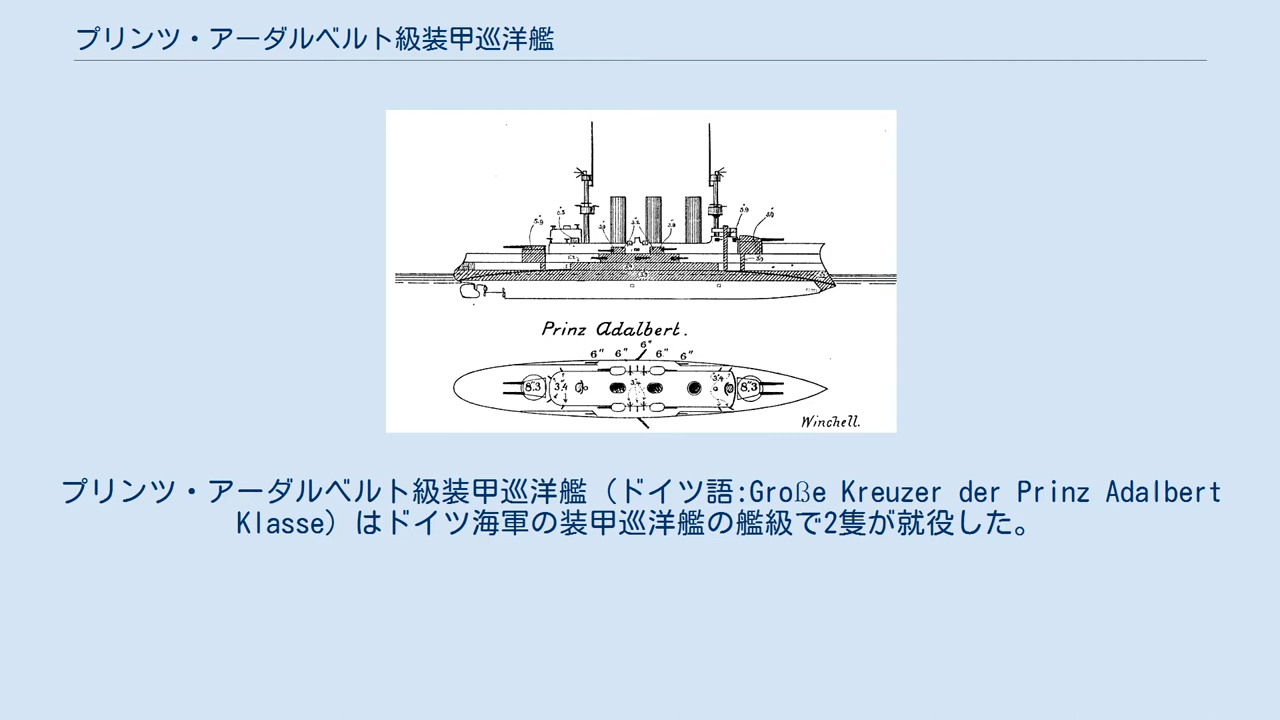 プリンツ・アーダルベルト級装甲巡洋艦
Prinz Adalbert.
6" 6" 6" 6" 6"
8.3 3.4 3.4 3.4 8.3
Winchell.
プリンツ・アーダルベルト級装甲巡洋艦（ドイツ語:Große Kreuzer der Prinz Adalbert
Klasse）はドイツ海軍の装甲巡洋艦の艦級で2隻が就役した。